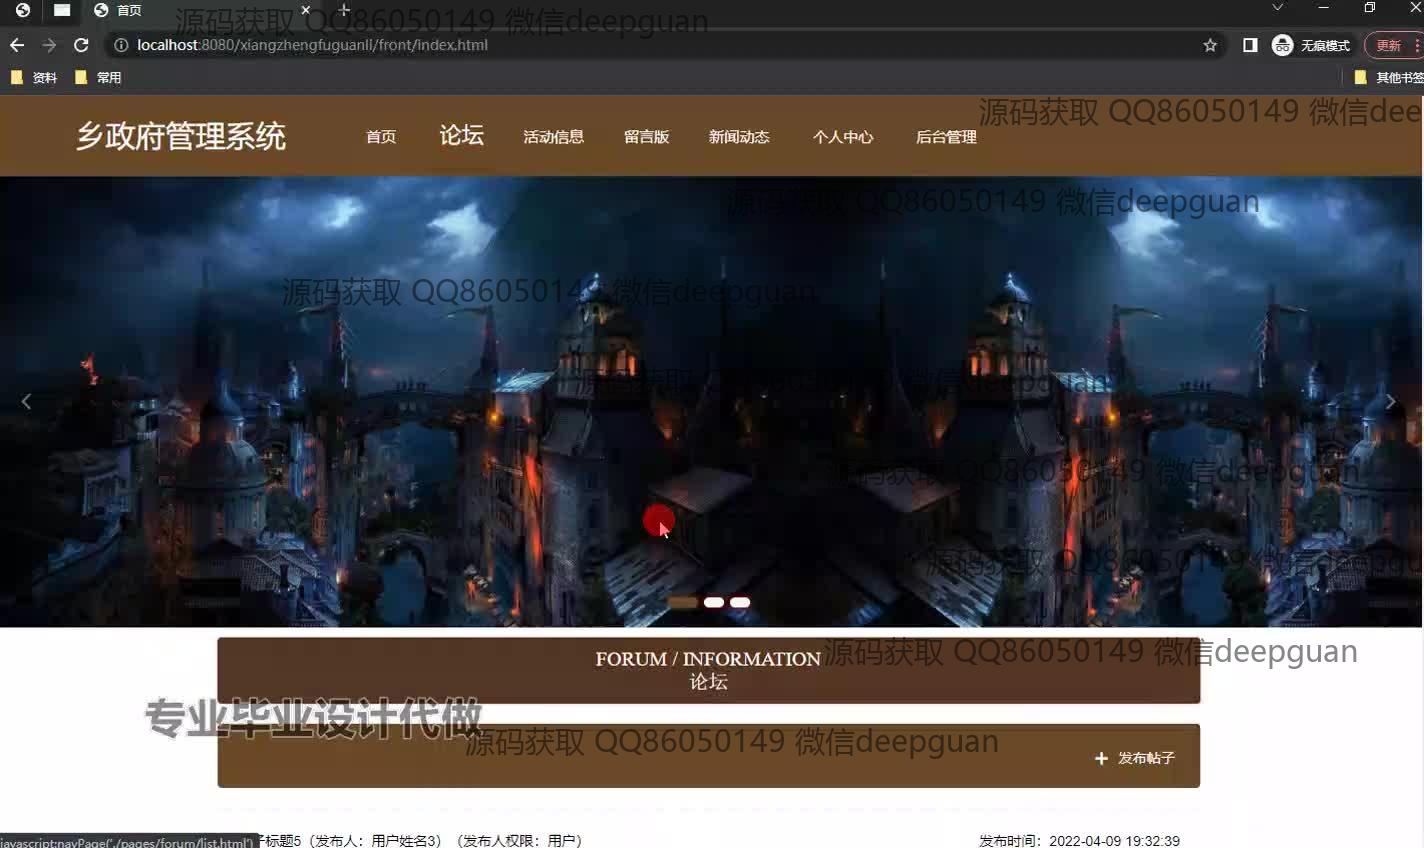 首页
源码获取 QQ86050149 微信deepguan
localhost:8080/xiangzhengfuguanll/front/index.html
无痕模式
更新
资料
常用
其他书签
源码获取 QQ86050149 微信dee
乡政府管理系统
首页
论坛
活动信息
留言版
新闻动态
个人中心
后台管理
源码获取 QQ86050149 微信deepguan
源码获取 QQ86050149 微信deepguan
源码获取 QQ86050149 微信deepguan
源码获取 QQ86050149 微信deepguan
源码获取 QQ86050149 微信deepgu
FORUM / INFORMATION
源码获取 QQ86050149 微信deepguan
论坛
专业毕业设计代做
源码获取 QQ86050149 微信deepguan
发布帖子
子标题5（发布人：用户姓名3）（发布人权限：用户）
发布时间：2022-04-09 19:32:39
javascript:navPage('./pages/forum/list.html')